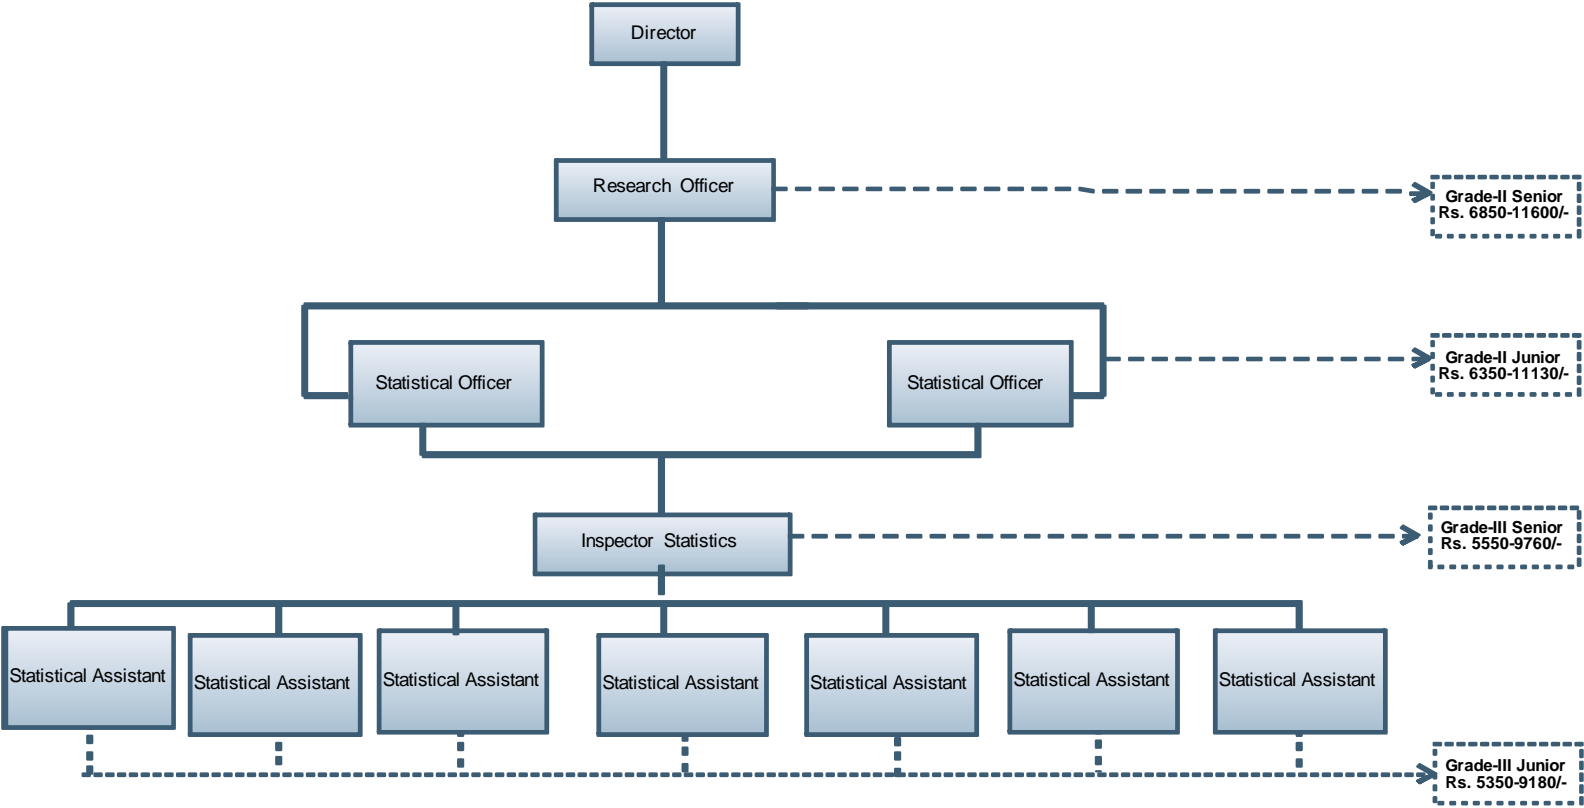 Director
Research Officer
Grade-II Senior
Rs. 6850-11600/-
Grade-II Junior
Rs. 6350-11130/-
Statistical Officer
Statistical Officer
Grade-III Senior
Rs. 5550-9760/-
Inspector Statistics
Statistical Assistant
Statistical Assistant
Statistical Assistant
Statistical Assistant
Statistical Assistant
Statistical Assistant
Statistical Assistant
Grade-III Junior
Rs. 5350-9180/-